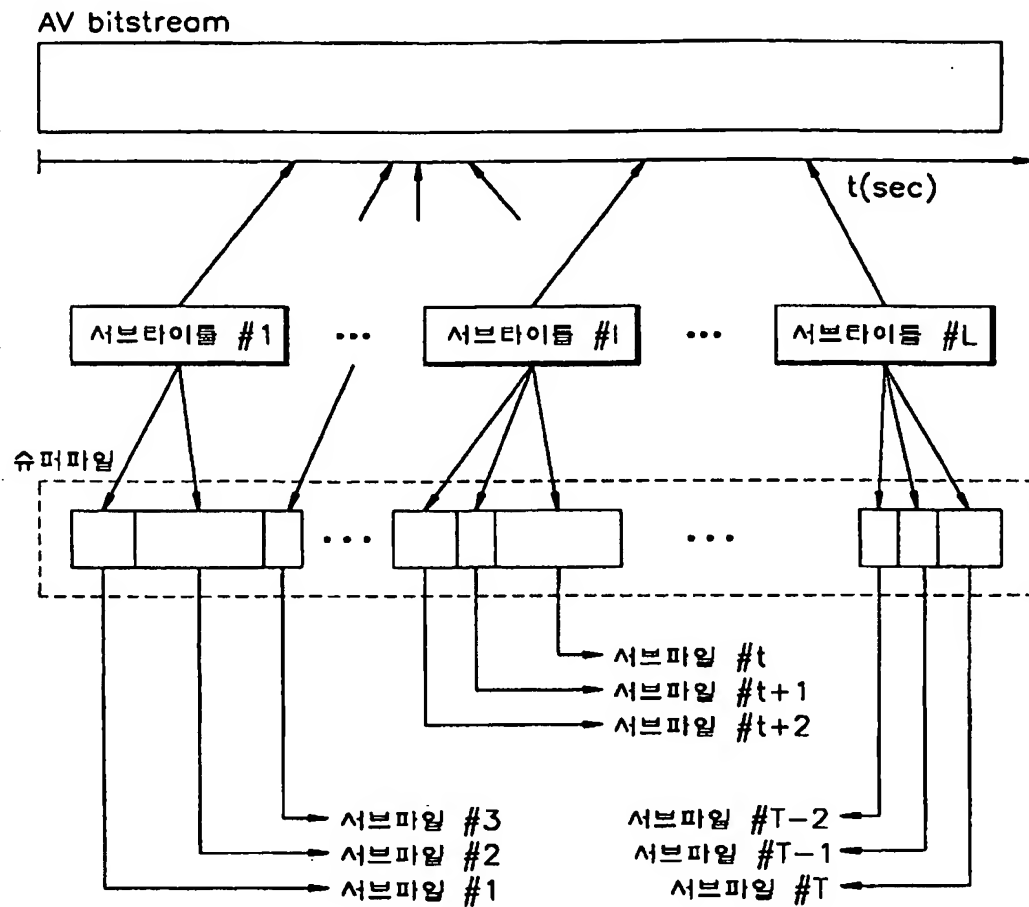 AV bitstream
t(sec)
서브타이틀 #1 ... 서브타이틀 #l ... 서브타이틀 #L
슈퍼파일
... ...
서브파일 #t
서브파일 #t+1
서브파일 #t+2
서브파일 #3
서브파일 #2
서브파일 #1
서브파일 #T-2
서브파일 #T-1
서브파일 #T